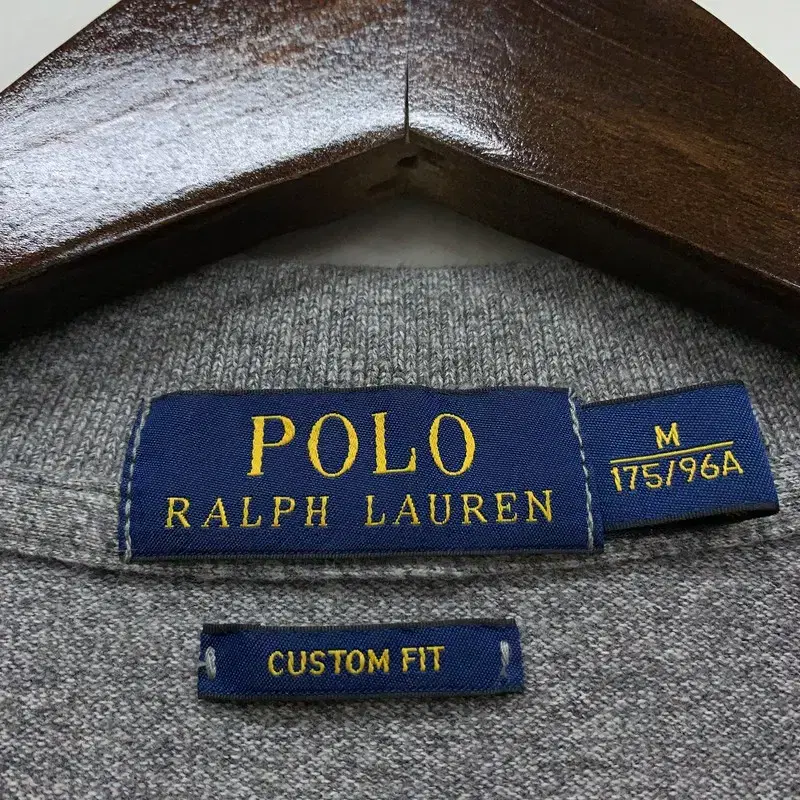 POLO
RALPH LAUREN
M
175/96A
CUSTOM FIT